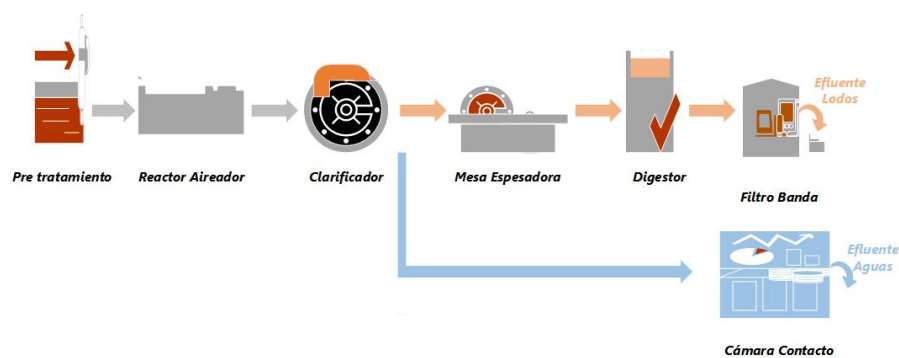 Efluente
Lodos
Pre tratamiento
Reactor Aireador
Clarificador
Mesa Espesadora
Digestor
Filtro Banda
Efluente
Aguas
Cámara Contacto